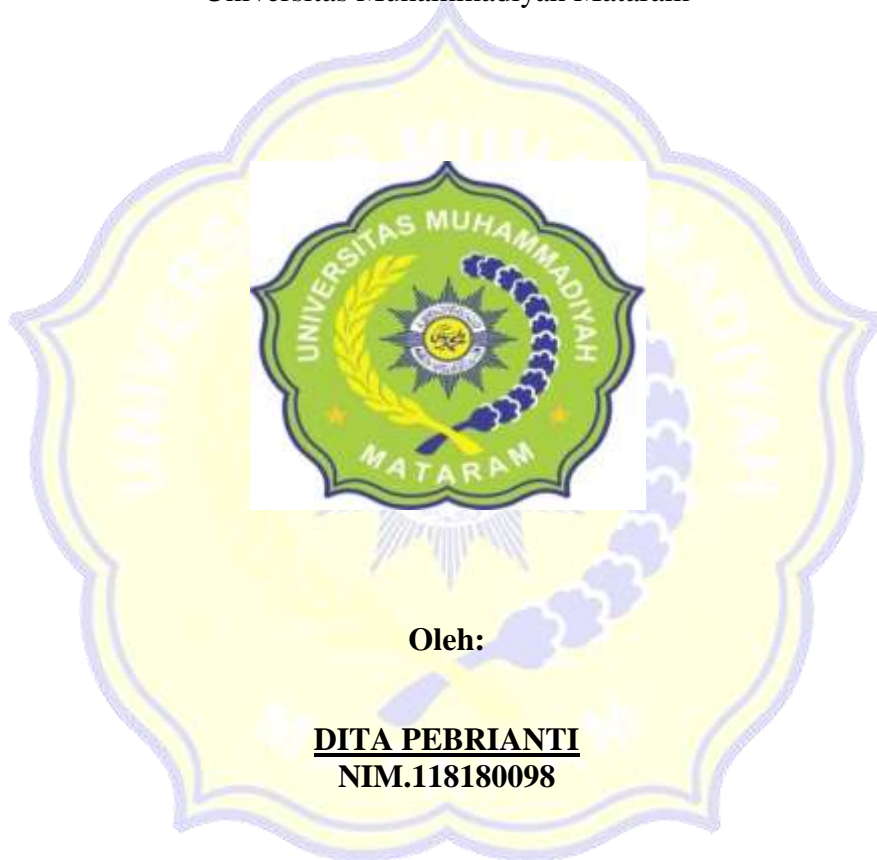 Universitas Muhammadiyah Mataram
UNIVERSITAS MUHAMMADIYAH
MATARAM
Oleh:
DITA PEBRIANTI
NIM.118180098